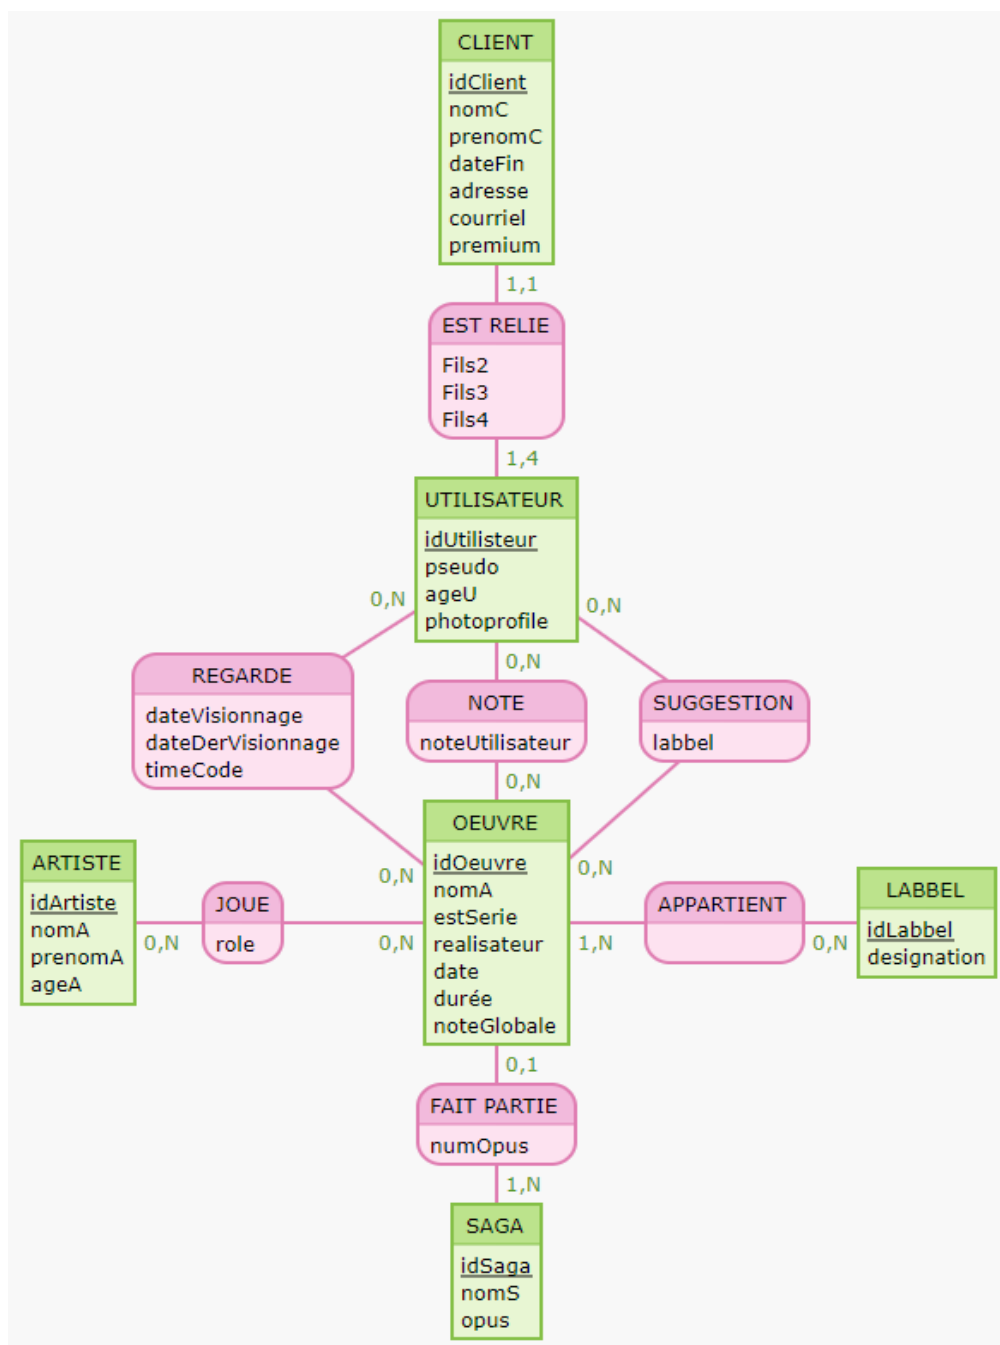 CLIENT
idClient
nomC
prenomC
dateFin
adresse
courriel
premium
1,1
EST RELIE
Fils2
Fils3
Fils4
1,4
UTILISATEUR
idUtilisteur
pseudo
ageU
photoprofile
0,N
0,N
0,N
REGARDE
dateVisionnage
dateDerVisionnage
timeCode
NOTE
noteUtilisateur
SUGGESTION
labbel
0,N
0,N
0,N
OEUVRE
idOeuvre
nomA
estSerie
realisateur
date
durée
noteGlobale
ARTISTE
idArtiste
nomA
prenomA
ageA
0,N
JOUE
role
0,N
1,N
APPARTIENT
0,N
LABBEL
idLabbel
designation
0,1
FAIT PARTIE
numOpus
1,N
SAGA
idSaga
nomS
opus